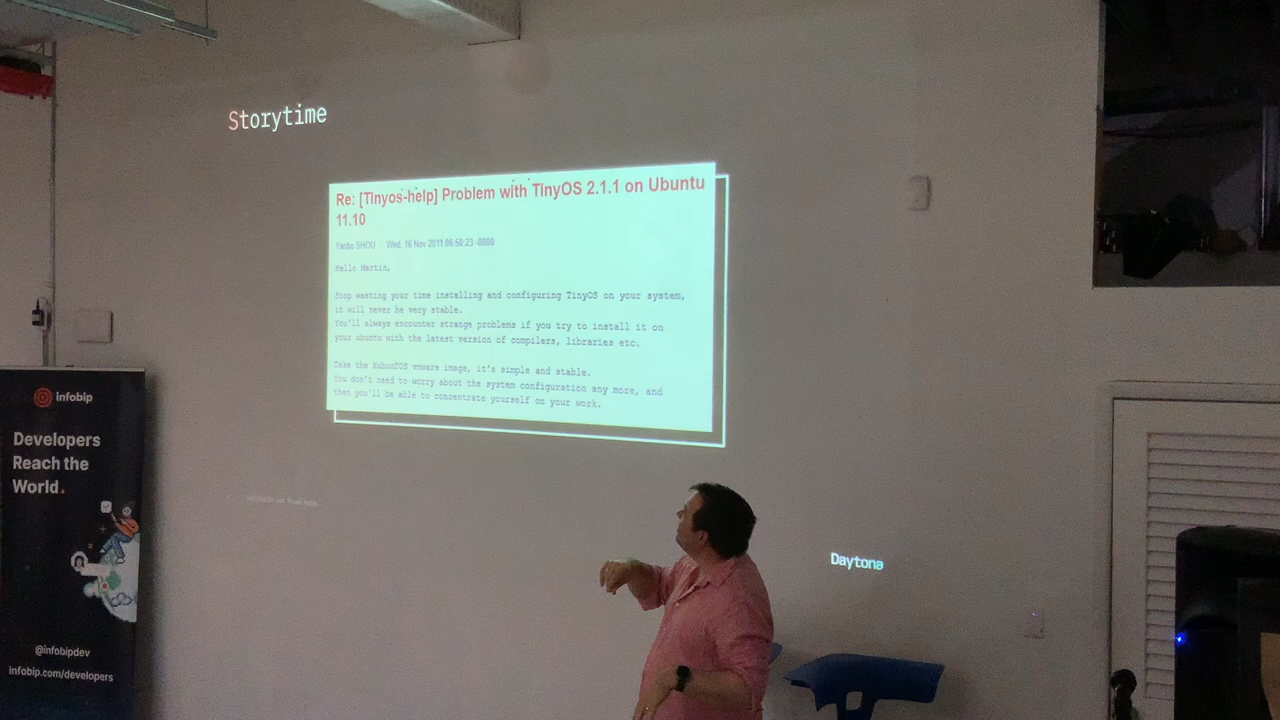 Storytime
Re: [Tinyos-help] Problem with TinyOS 2.1.1 on Ubuntu
11.10
Yanbo SHOU Wed, 16 Nov 2011 06:50:23 -0800
Hello Martin,
Stop wasting your time installing and configuring TinyOS on your system,
it will never be very stable.
You'll always encounter strange problems if you try to install it on
your ubuntu with the latest version of compilers, libraries etc.
Take the XubunTOS vmware image, it's simple and stable.
You don't need to worry about the system configuration any more, and
then you'll be able to concentrate yourself on your work.
Daytona
infobip
Developers
Reach the
World.
@infobipdev
infobip.com/developers